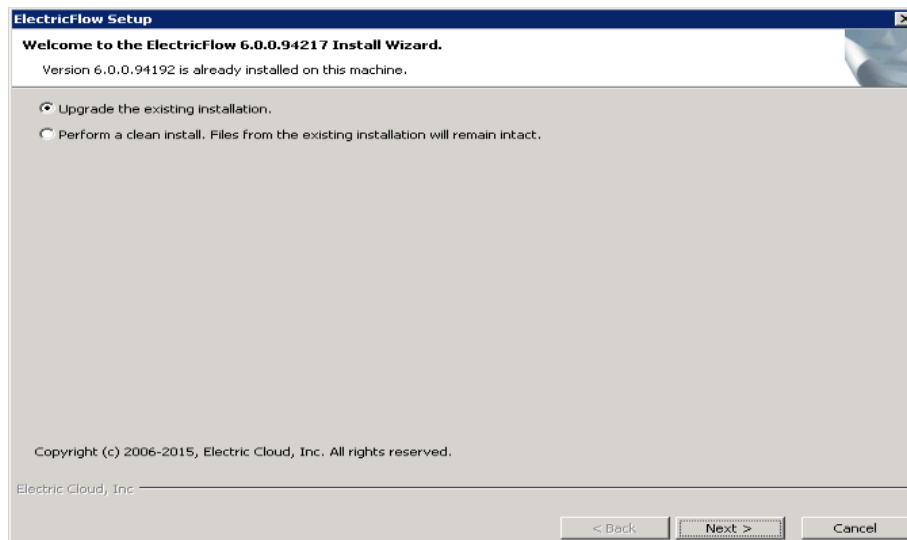 ElectricFlow Setup
Welcome to the ElectricFlow 6.0.0.94217 Install Wizard.
Version 6.0.0.94192 is already installed on this machine.
Upgrade the existing installation.
Perform a clean install. Files from the existing installation will remain intact.
Copyright (c) 2006-2015, Electric Cloud, Inc. All rights reserved.
Electric Cloud, Inc
< Back Next > Cancel